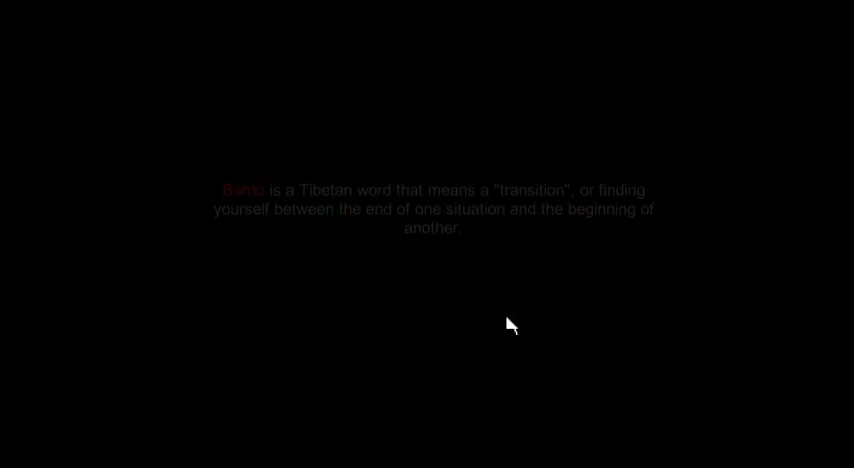 Bardo is a Tibetan word that means a "transition", or finding
yourself between the end of one situation and the beginning of
another.